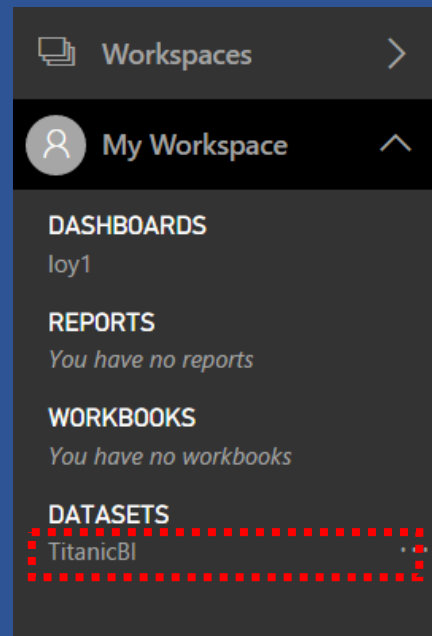 Workspaces
My Workspace
DASHBOARDS
loy1
REPORTS
You have no reports
WORKBOOKS
You have no workbooks
DATASETS
TitanicBI